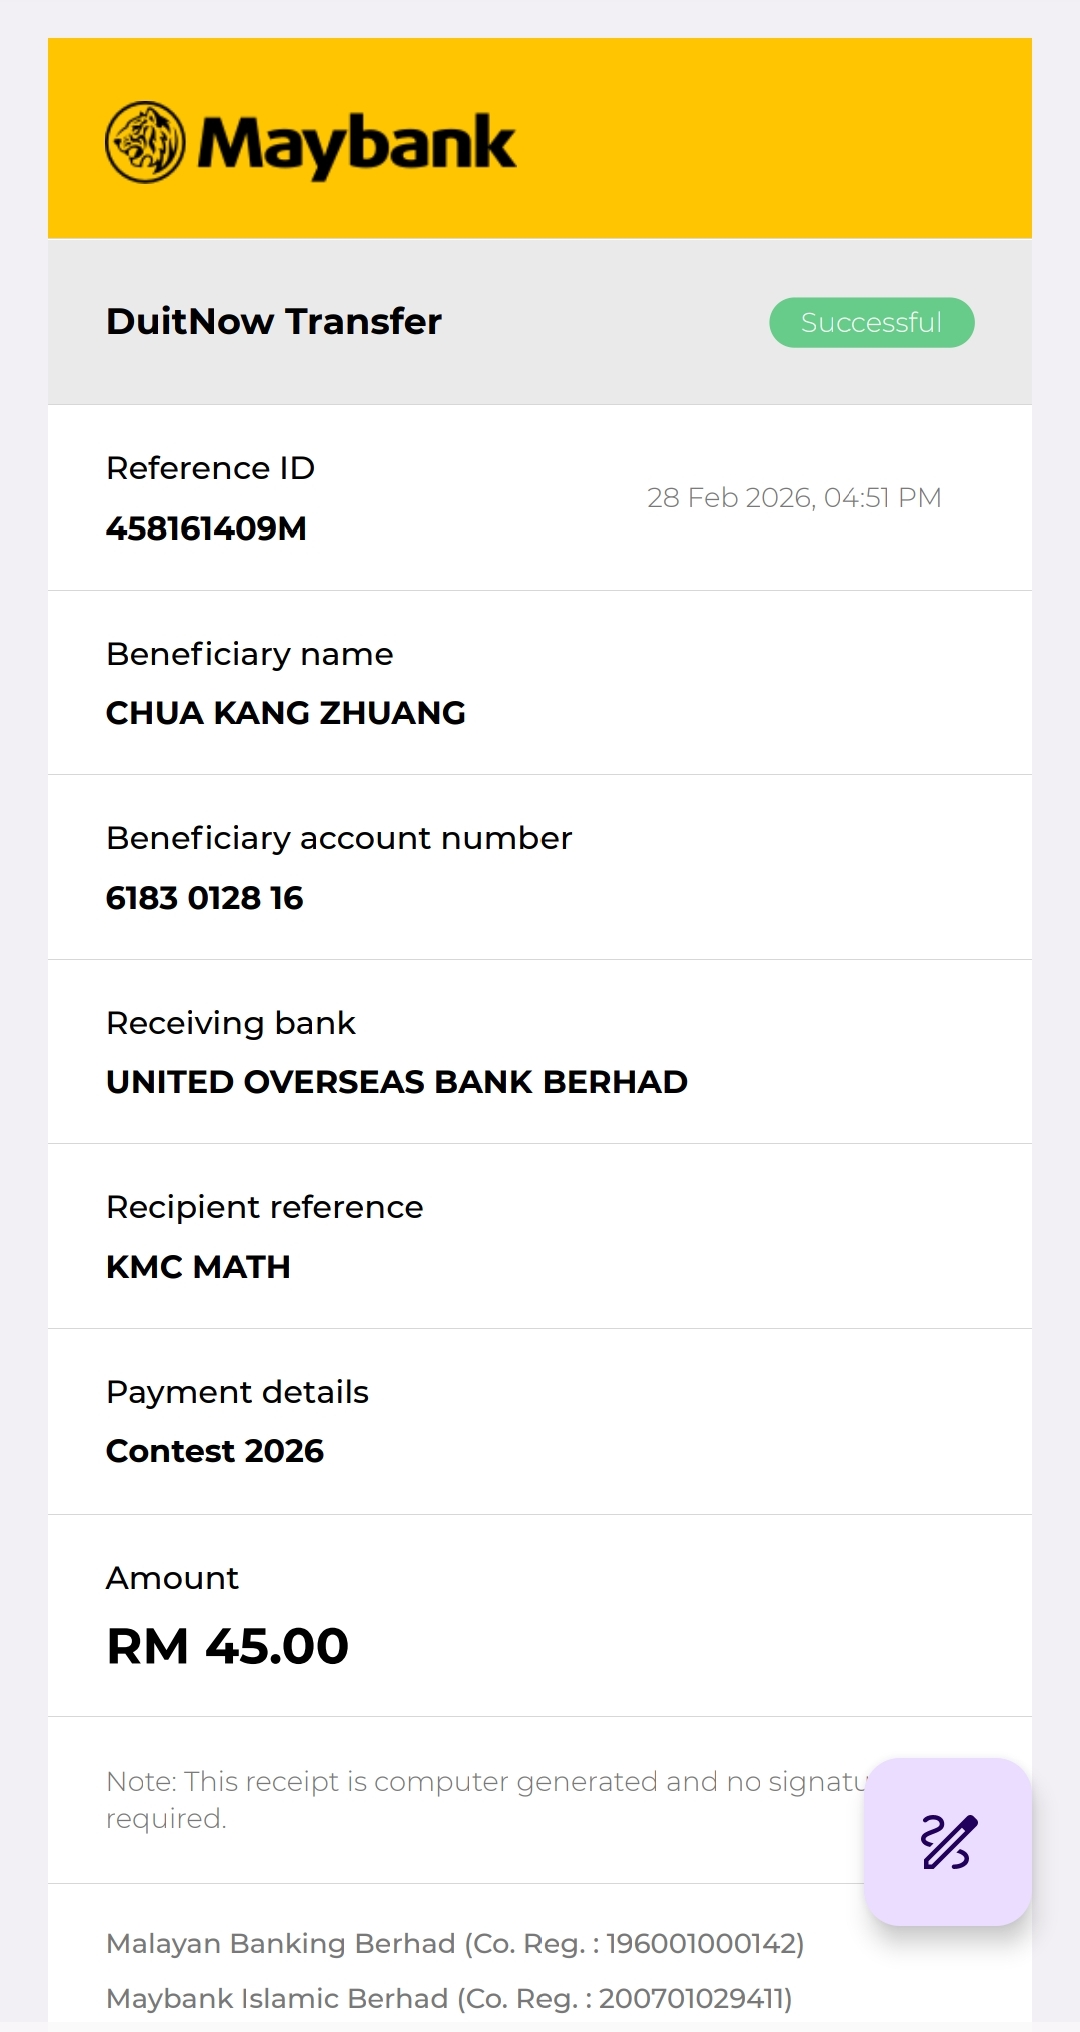 Maybank
DuitNow Transfer
Successful
Reference ID
28 Feb 2026, 04:51 PM
458161409M
Beneficiary name
CHUA KANG ZHUANG
Beneficiary account number
6183 0128 16
Receiving bank
UNITED OVERSEAS BANK BERHAD
Recipient reference
KMC MATH
Payment details
Contest 2026
Amount
RM 45.00
Note: This receipt is computer generated and no
required.
Malayan Banking Berhad (Co. Reg. : 196001000142)
Maybank Islamic Berhad (Co. Reg. : 200701029411)